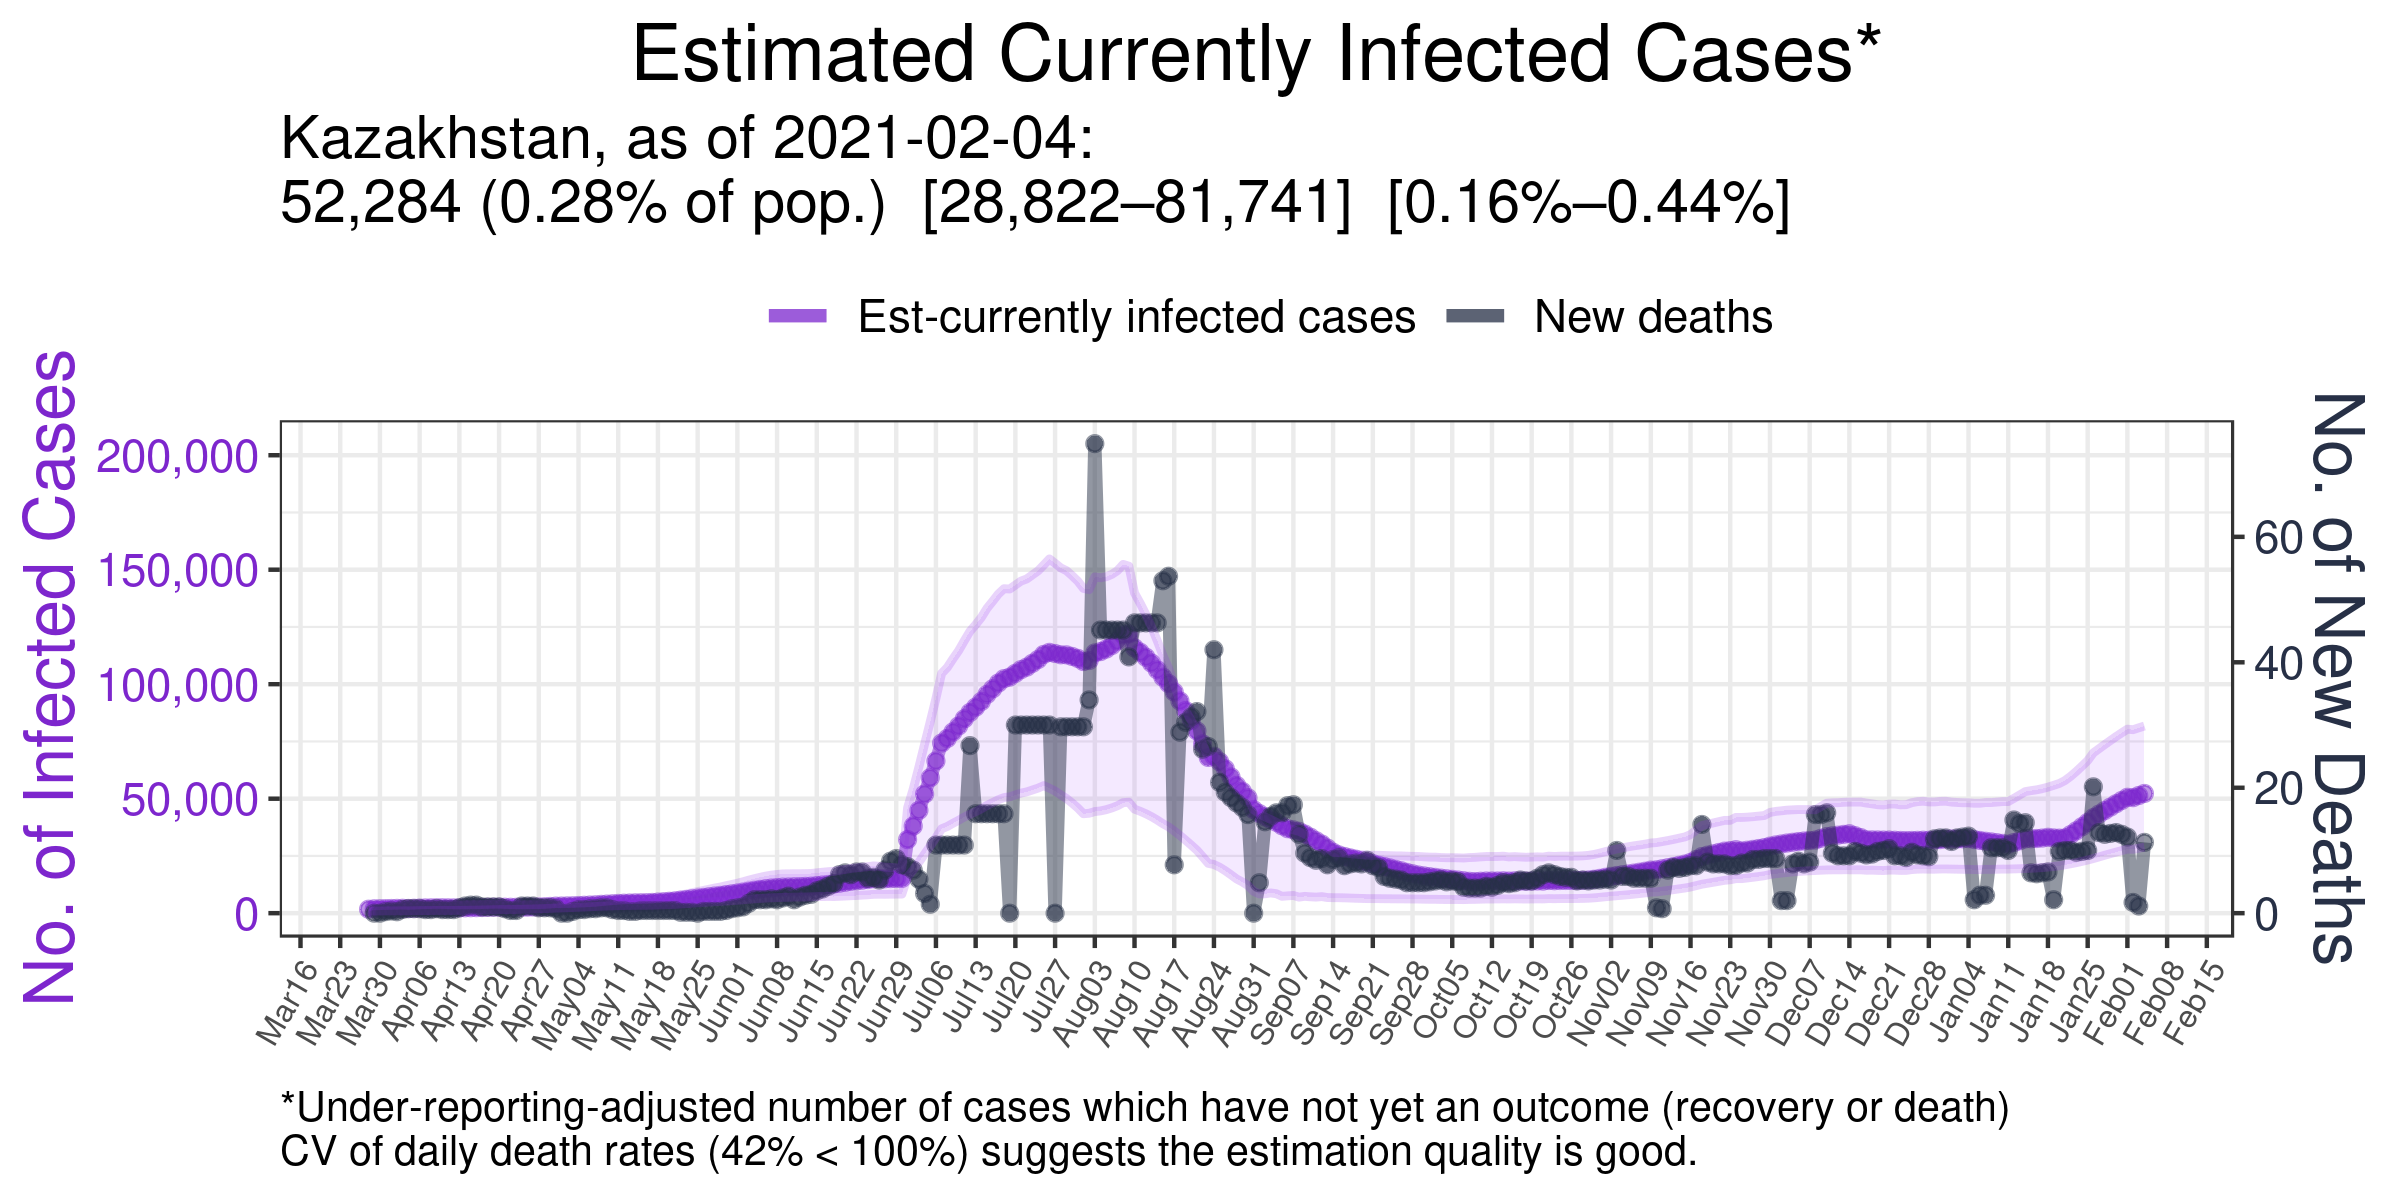 Estimated Currently Infected Cases*
Kazakhstan, as of 2021-02-04:
52,284 (0.28% of pop.) [28,822–81,741] [0.16%–0.44%]
Est-currently infected cases New deaths
No. of Infected Cases
200,000
150,000
100,000
50,000
0
No. of New Deaths
60
40
20
0
Mar16 Mar23 Mar30 Apr06 Apr13 Apr20 Apr27 May04 May11 May18 May25 Jun01 Jun08 Jun15 Jun22 Jun29 Jul06 Jul13 Jul20 Jul27 Aug03 Aug10 Aug17 Aug24 Aug31 Sep07 Sep14 Sep21 Sep28 Oct05 Oct12 Oct19 Oct26 Nov02 Nov09 Nov16 Nov23 Nov30 Dec07 Dec14 Dec21 Dec28 Jan04 Jan11 Jan18 Jan25 Feb01 Feb08 Feb15
*Under-reporting-adjusted number of cases which have not yet an outcome (recovery or death)
CV of daily death rates (42% < 100%) suggests the estimation quality is good.